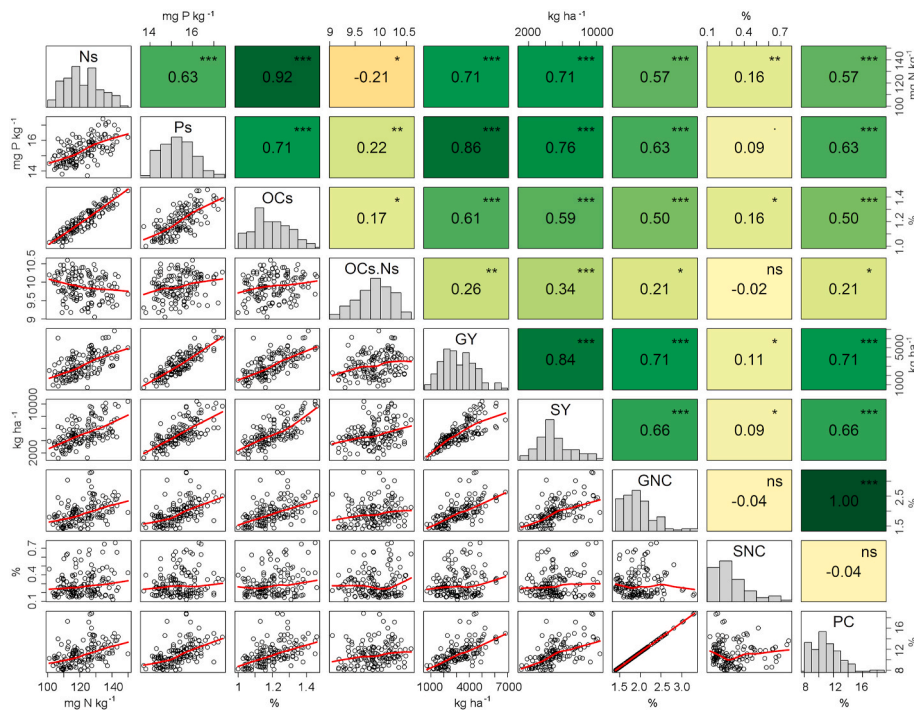 mg P kg⁻¹ kg ha⁻¹ %
14 16 9 9.5 10 10.5 2000 10000 0.1 0.4 0.7
Ns 0.63 *** 0.92 *** -0.21 * 0.71 *** 0.71 *** 0.57 *** 0.16 ** 0.57 *** 100 120 140 mg N kg⁻¹
mg P kg⁻¹ 14 16 Ps 0.71 *** 0.22 ** 0.86 *** 0.76 *** 0.63 *** 0.09 . 0.63 ***
OCs 0.17 * 0.61 *** 0.59 *** 0.50 *** 0.16 * 0.50 *** 1.0 1.2 1.4 %
9 9.5 10 10.5 OCs.Ns 0.26 ** 0.34 *** 0.21 * -0.02 ns 0.21 *
GY 0.84 *** 0.71 *** 0.11 * 0.71 *** 1000 5000 kg ha⁻¹
kg ha⁻¹ 2000 10000 SY 0.66 *** 0.09 * 0.66 ***
GNC -0.04 ns 1.00 *** 1.5 2.5 %
% 0.1 0.4 0.7 SNC -0.04 ns
PC 8 12 16 %
100 120 140 1 1.2 1.4 1000 4000 7000 1.5 2.0 2.5 3.0 8 12 16
mg N kg⁻¹ % kg ha⁻¹ % %